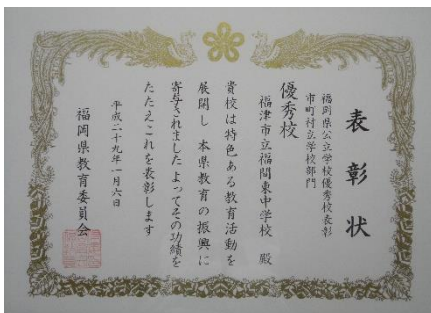 表彰状
福岡県公立学校優秀校表彰
市町村立学校部門
優秀校
福津市立福間東中学校 殿
貴校は特色ある教育活動を
展開し 本県教育の振興に
寄与されました よってその功績を
たたえこれを表彰します
平成二十九年一月六日
福岡県教育委員会